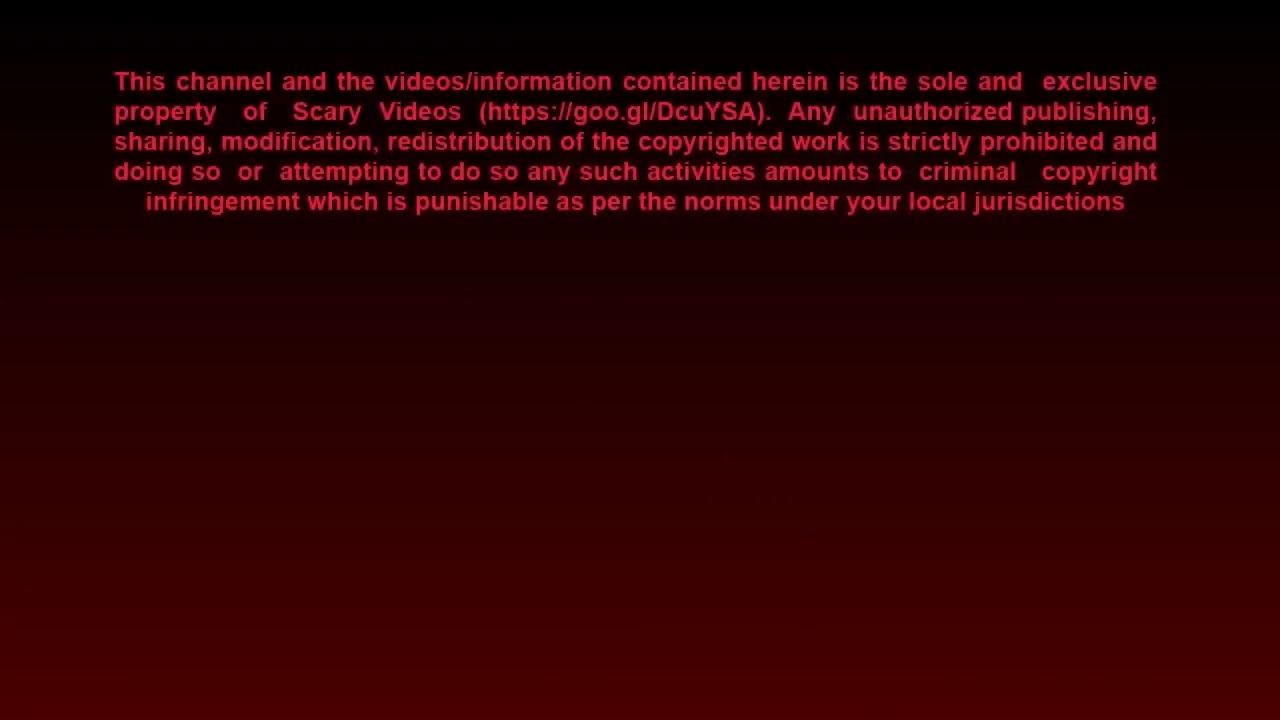 This channel and the videos/information contained herein is the sole and exclusive
property of Scary Videos (https://goo.gl/DcuYSA). Any unauthorized publishing,
sharing, modification, redistribution of the copyrighted work is strictly prohibited and
doing so or attempting to do so any such activities amounts to criminal copyright
infringement which is punishable as per the norms under your local jurisdictions